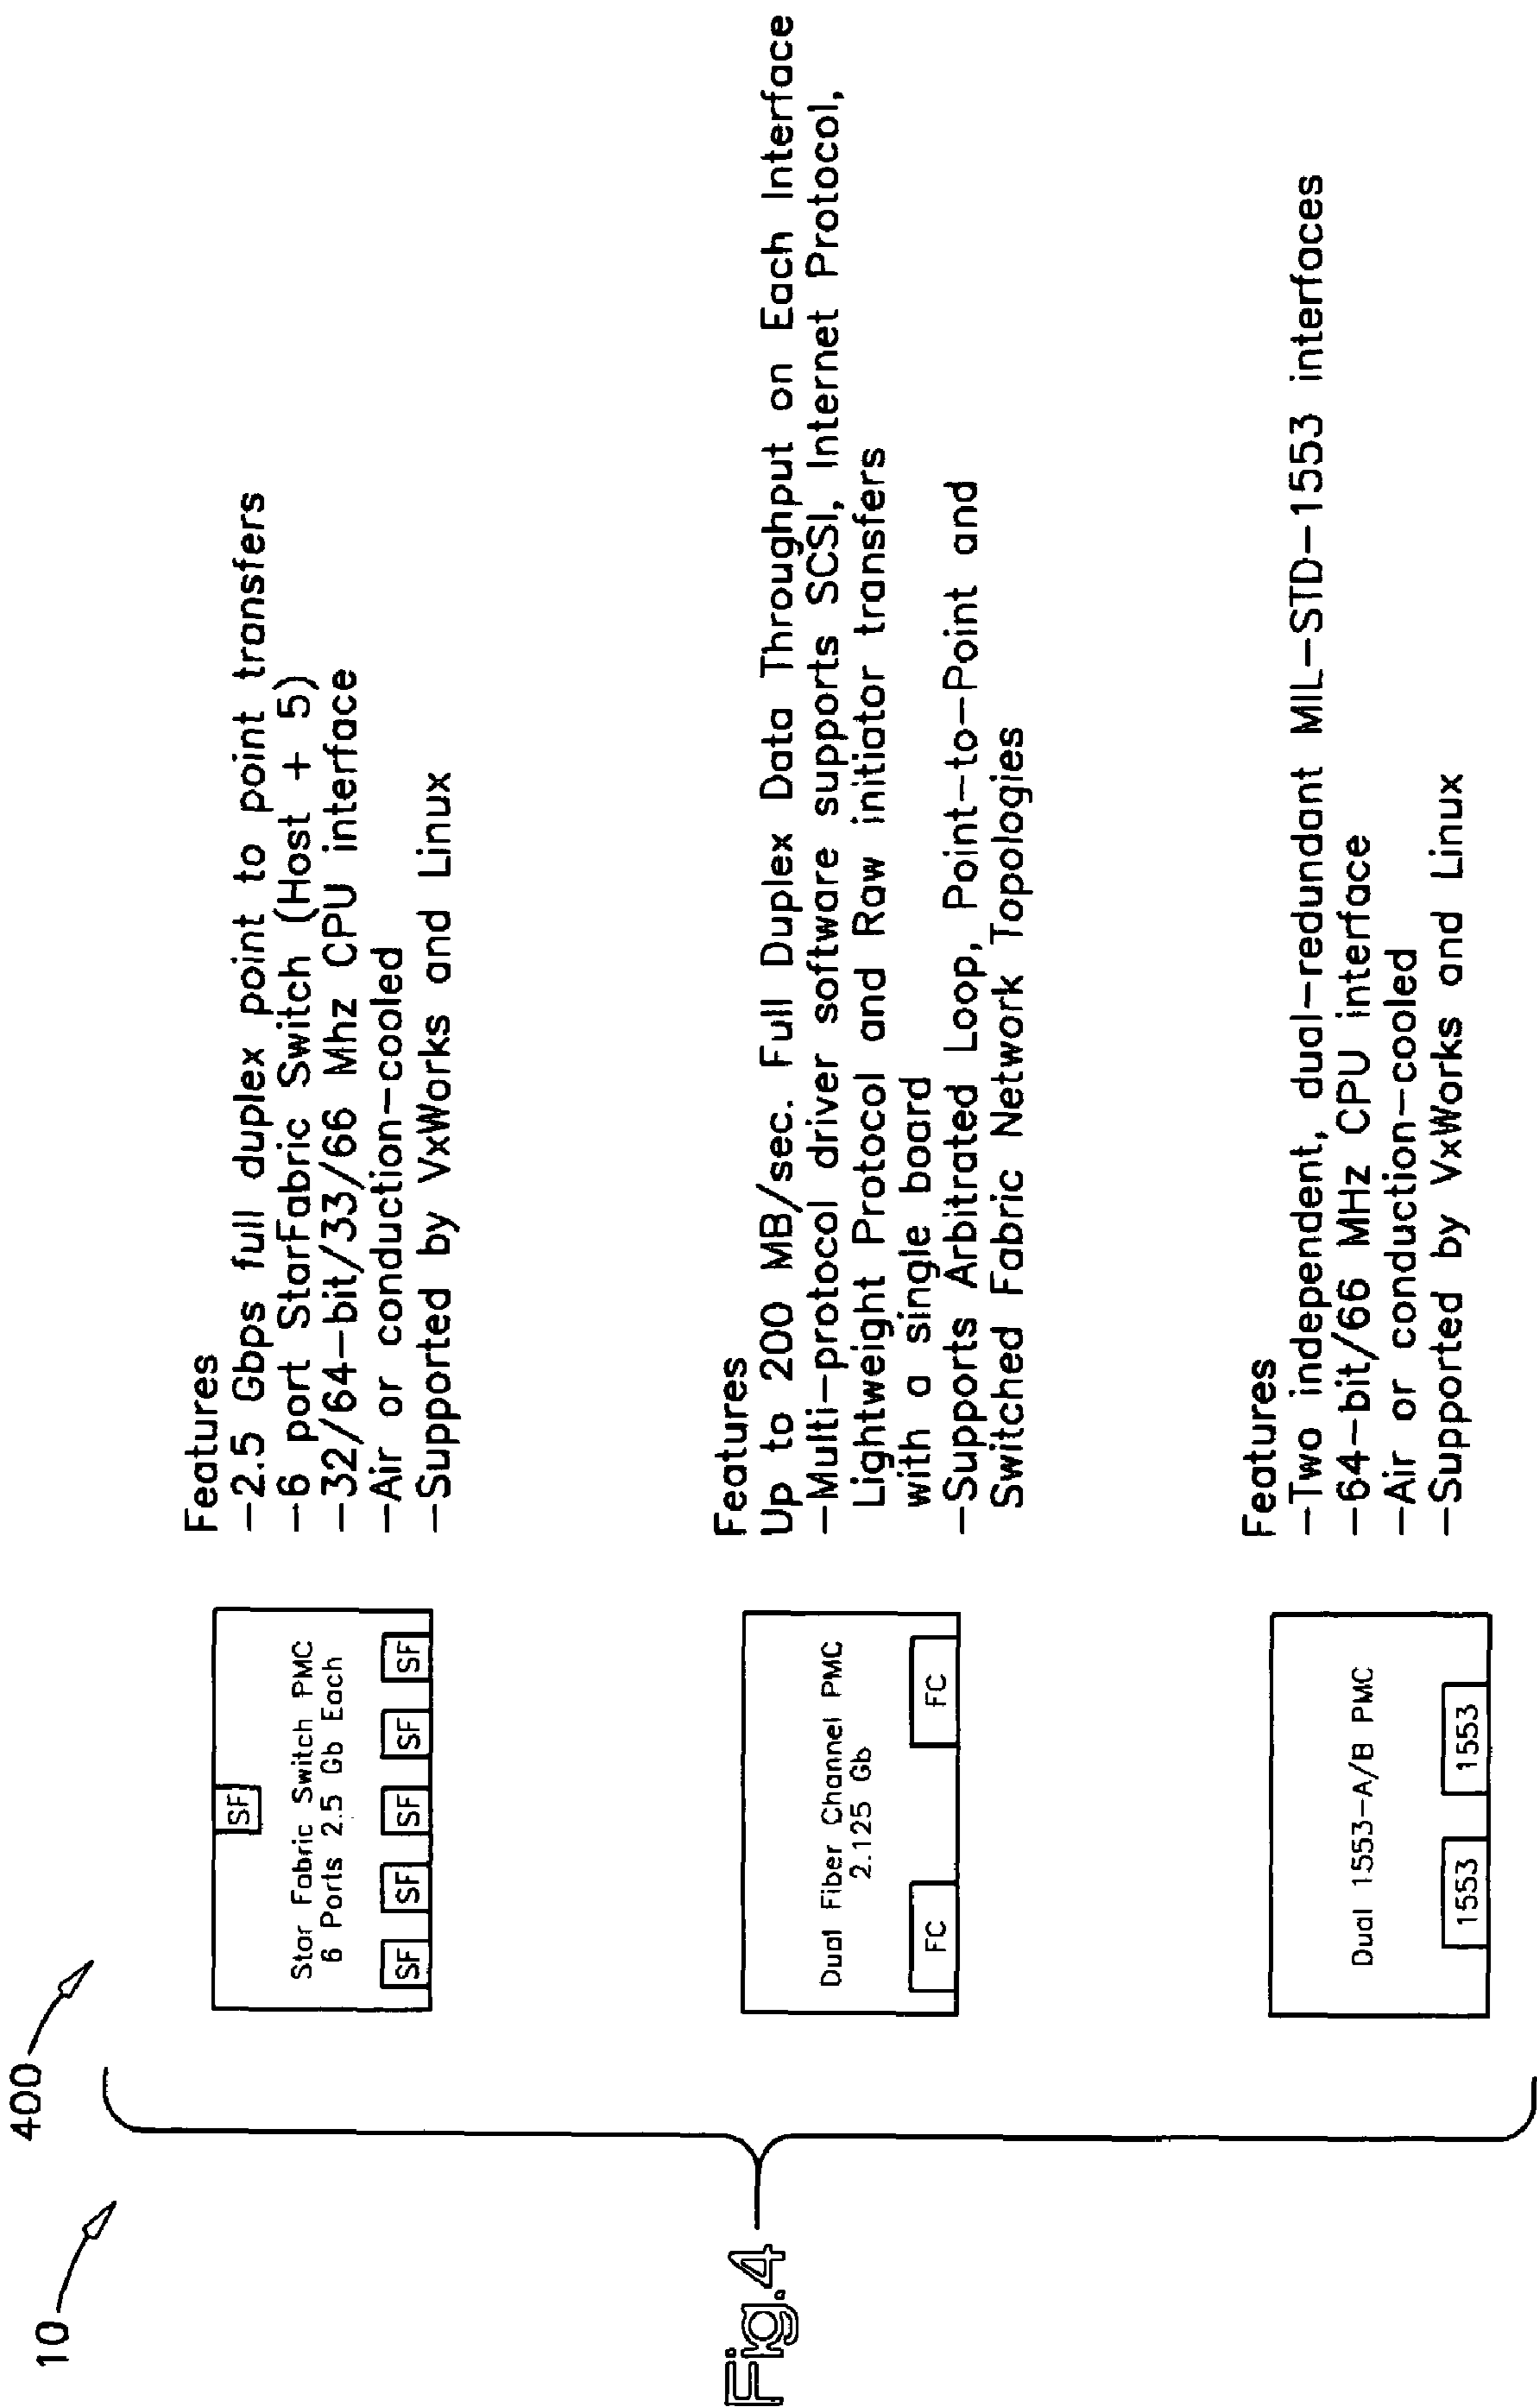 10
400
Fig.4
SF
Star Fabric Switch PMC
6 Ports 2.5 Gb Each
SF SF SF SF SF
Features
-2.5 Gbps full duplex point to point transfers
-6 port StarFabric Switch (Host + 5)
-32/64-bit/33/66 Mhz CPU interface
-Air or conduction-cooled
-Supported by VxWorks and Linux
Dual Fiber Channel PMC
2.125 Gb
FC FC
Features
Up to 200 MB/sec. Full Duplex Data Throughput on Each Interface
-Multi-protocol driver software supports SCSI, Internet Protocol,
Lightweight Protocol and Raw initiator transfers
with a single board
-Supports Arbitrated Loop, Point-to-Point and
Switched Fabric Network Topologies
Dual 1553-A/B PMC
1553 1553
Features
-Two independent, dual-redundant MIL-STD-1553 interfaces
-64-bit/66 MHz CPU interface
-Air or conduction-cooled
-Supported by VxWorks and Linux